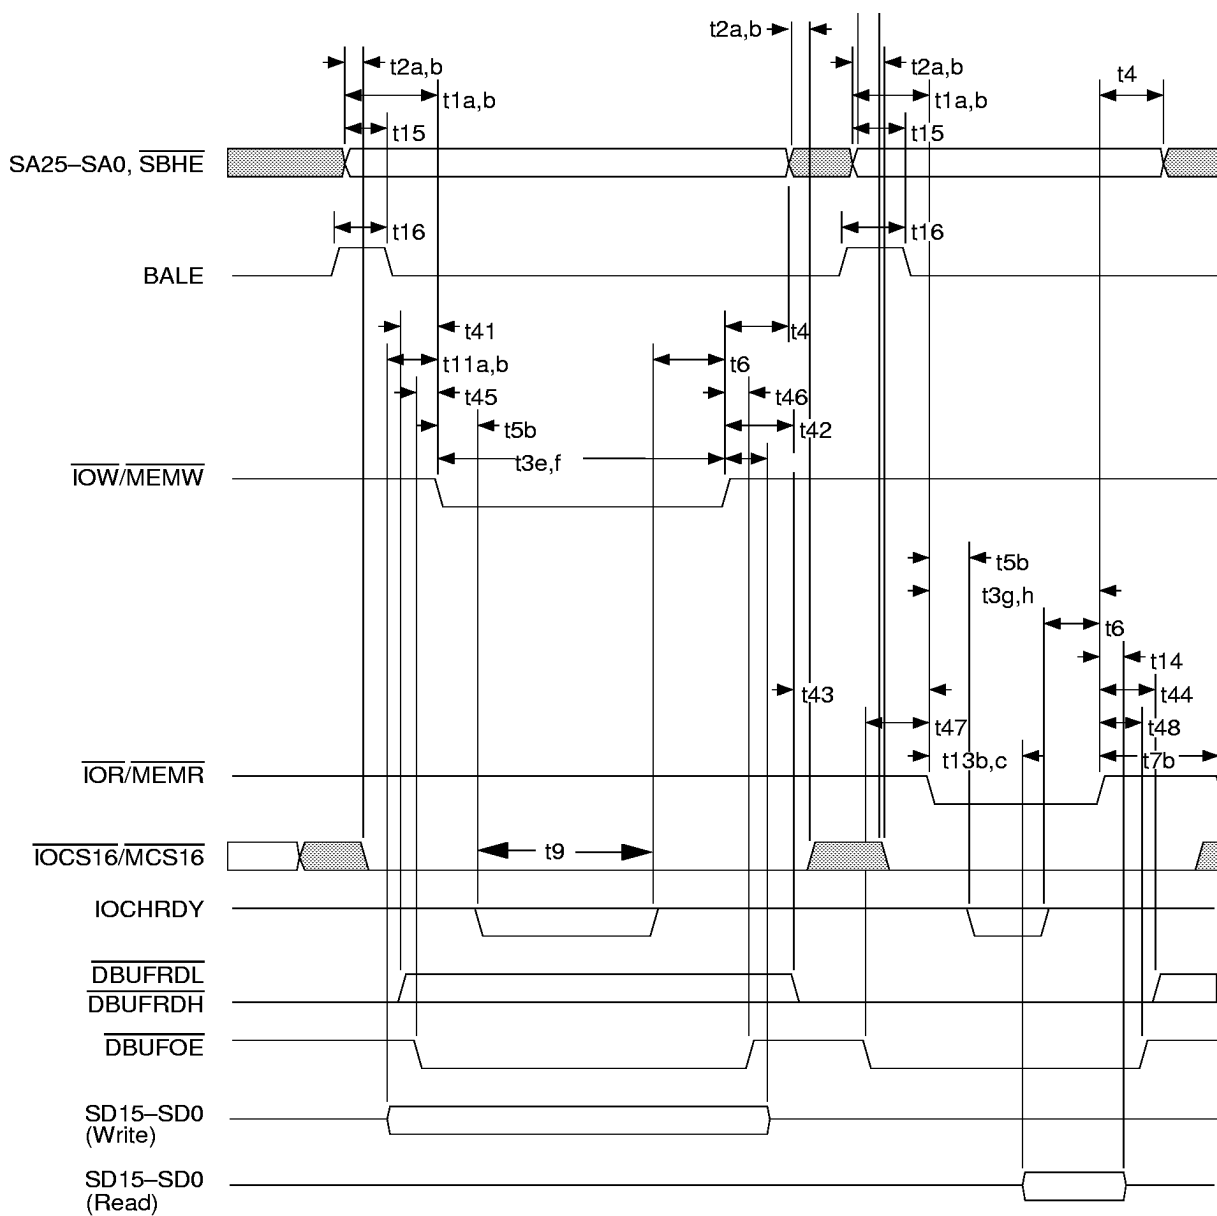 t2a,b
t2a,b
t2a,b
t4
t1a,b
t1a,b
t15
t15
SA25–SA0, SBHE
t16
t16
BALE
t41
t4
t11a,b
t6
t45
t46
t5b
t42
t3e,f
IOW/MEMW
t5b
t3g,h
t6
t14
t43
t44
t47
t48
t13b,c
t7b
IOR/MEMR
IOCS16/MCS16
t9
IOCHRDY
DBUFRDL
DBUFRDH
DBUFOE
SD15–SD0
(Write)
SD15–SD0
(Read)